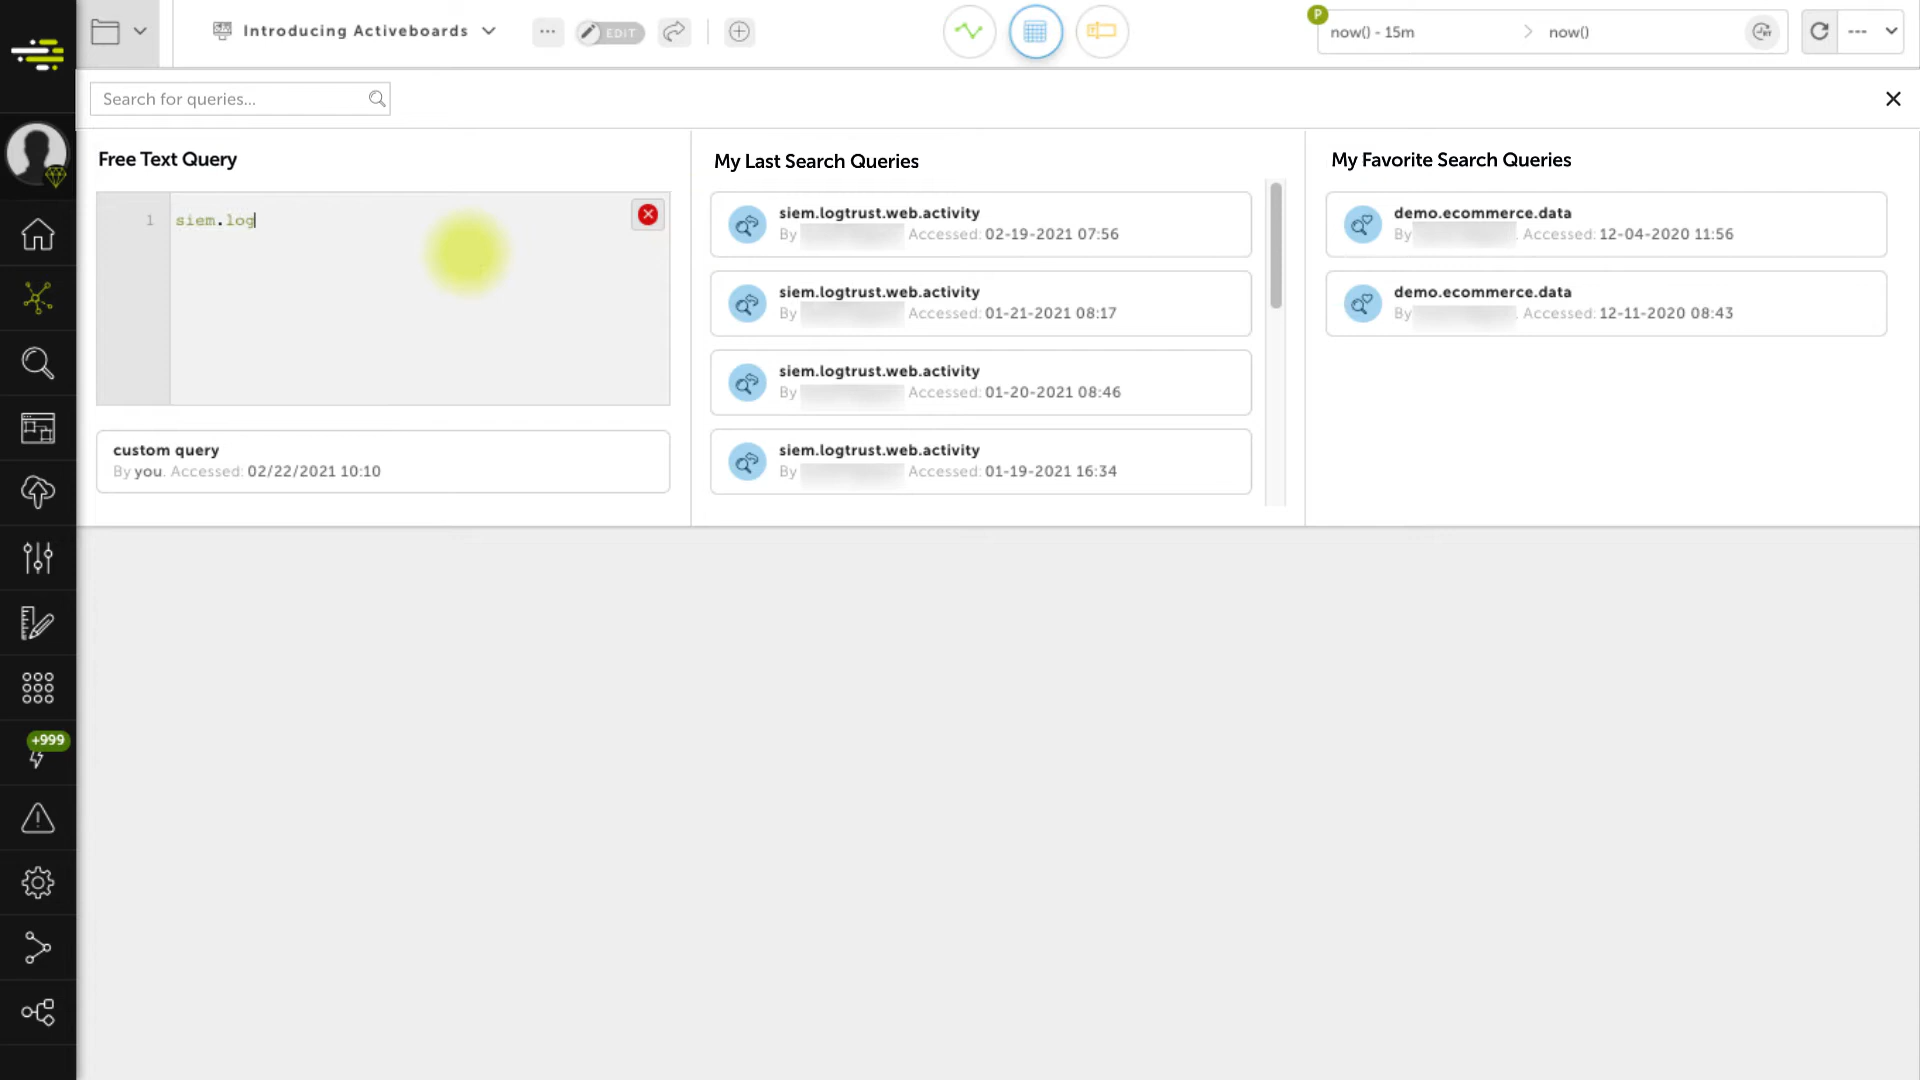 Introducing Activeboards
...
EDIT
P
now() - 15m
now()
---
Search for queries...
Free Text Query
1 siem.log
custom query
By you. Accessed: 02/22/2021 10:10
My Last Search Queries
siem.logtrust.web.activity
By Accessed: 02-19-2021 07:56
siem.logtrust.web.activity
By Accessed: 01-21-2021 08:17
siem.logtrust.web.activity
By Accessed: 01-20-2021 08:46
siem.logtrust.web.activity
By Accessed: 01-19-2021 16:34
My Favorite Search Queries
demo.ecommerce.data
By . Accessed: 12-04-2020 11:56
demo.ecommerce.data
By . Accessed: 12-11-2020 08:43
+999